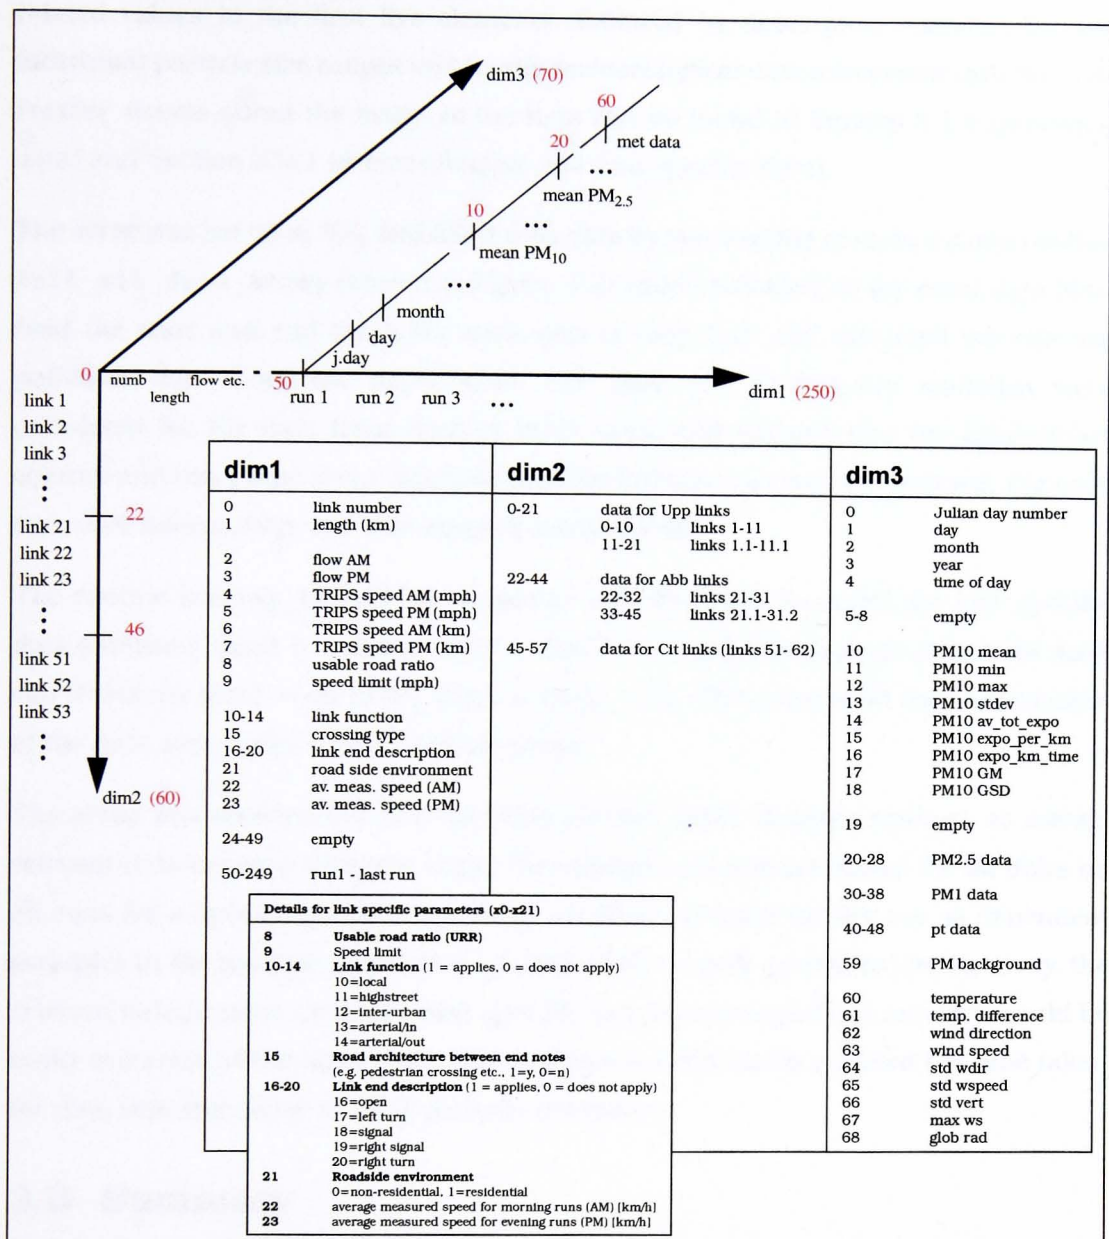 dim3 (70)
60
20
met data
...
mean PM2.5
10
...
mean PM10
...
month
day
j.day
0
numb flow etc. 50
length
run 1 run 2 run 3 ...
dim1 (250)
link 1
link 2
link 3
22
link 21
link 22
link 23
46
link 51
link 52
link 53
dim2 (60)
dim1
0 link number
1 length (km)
2 flow AM
3 flow PM
4 TRIPS speed AM (mph)
5 TRIPS speed PM (mph)
6 TRIPS speed AM (km)
7 TRIPS speed PM (km)
8 usable road ratio
9 speed limit (mph)
10-14 link function
15 crossing type
16-20 link end description
21 road side environment
22 av. meas. speed (AM)
23 av. meas. speed (PM)
24-49 empty
50-249 run1 - last run
dim2
0-21 data for Upp links
0-10 links 1-11
11-21 links 1.1-11.1
22-44 data for Abb links
22-32 links 21-31
33-45 links 21.1-31.2
45-57 data for Cit links (links 51- 62)
dim3
0 Julian day number
1 day
2 month
3 year
4 time of day
5-8 empty
10 PM10 mean
11 PM10 min
12 PM10 max
13 PM10 stdev
14 PM10 av_tot_expo
15 PM10 expo_per_km
16 PM10 expo_km_time
17 PM10 GM
18 PM10 GSD
19 empty
20-28 PM2.5 data
30-38 PM1 data
40-48 pt data
50-59 PM background
60 temperature
61 temp. difference
62 wind direction
63 wind speed
64 std wdir
65 std wspeed
66 std vert
67 max ws
68 glob rad
Details for link specific parameters (x0-x21)
8 Usable road ratio (URR)
9 Speed limit
10-14 Link function (1 = applies, 0 = does not apply)
10=local
11=highstreet
12=inter-urban
13=arterial/in
14=arterial/out
15 Road architecture between end notes
(e.g. pedestrian crossing etc., 1=y, 0=n)
16-20 Link end description (1 = applies, 0 = does not apply)
16=open
17=left turn
18=signal
19=right signal
20=right turn
21 Roadside environment
0=non-residential, 1=residential
22 average measured speed for morning runs (AM) [km/h]
23 average measured speed for evening runs (PM) [km/h]